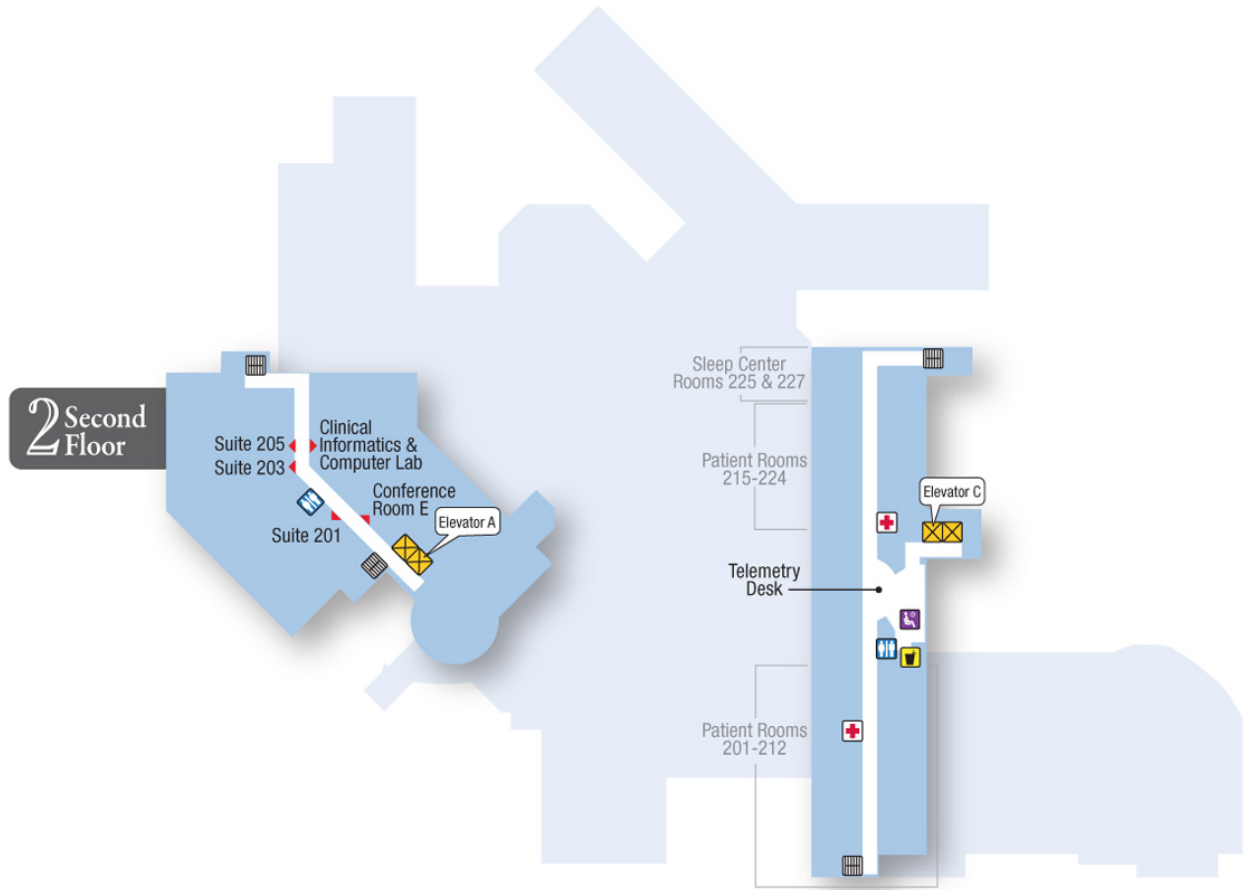 2 Second
Floor
Sleep Center
Rooms 225 & 227
Suite 205
Suite 203
Clinical
Informatics &
Computer Lab
Patient Rooms
215-224
Conference
Room E
Suite 201
Elevator A
Elevator C
Telemetry
Desk
Patient Rooms
201-212